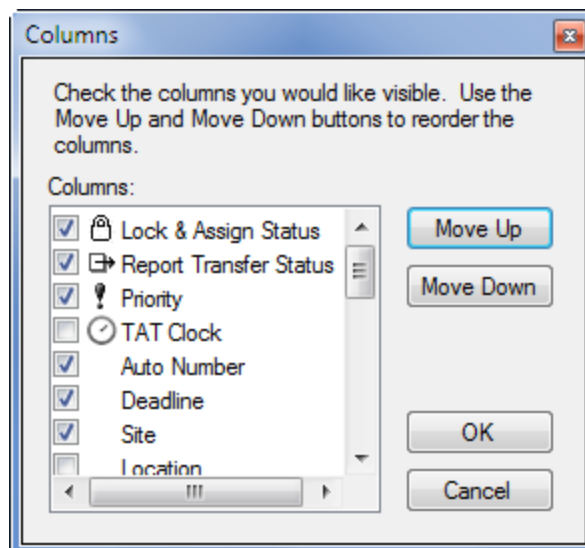 Columns
Check the columns you would like visible.  Use the
Move Up and Move Down buttons to reorder the
columns.
Columns:
Lock & Assign Status
Report Transfer Status
Priority
TAT Clock
Auto Number
Deadline
Site
Location
Move Up
Move Down
OK
Cancel